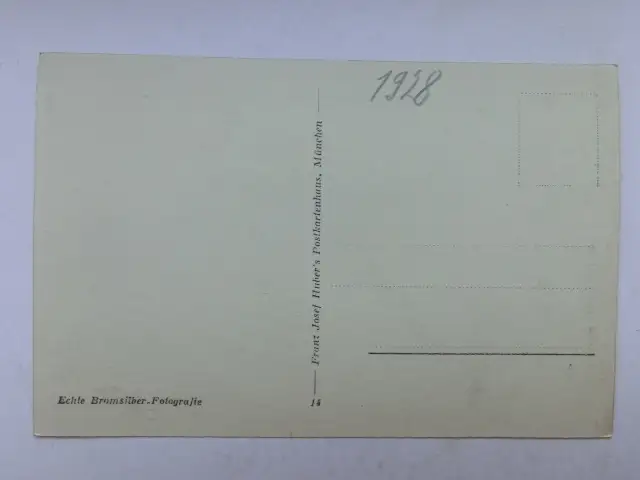 1928
Franz Josef Huber's Postkartenhaus, München
14
Echte Bromsilber-Fotografie